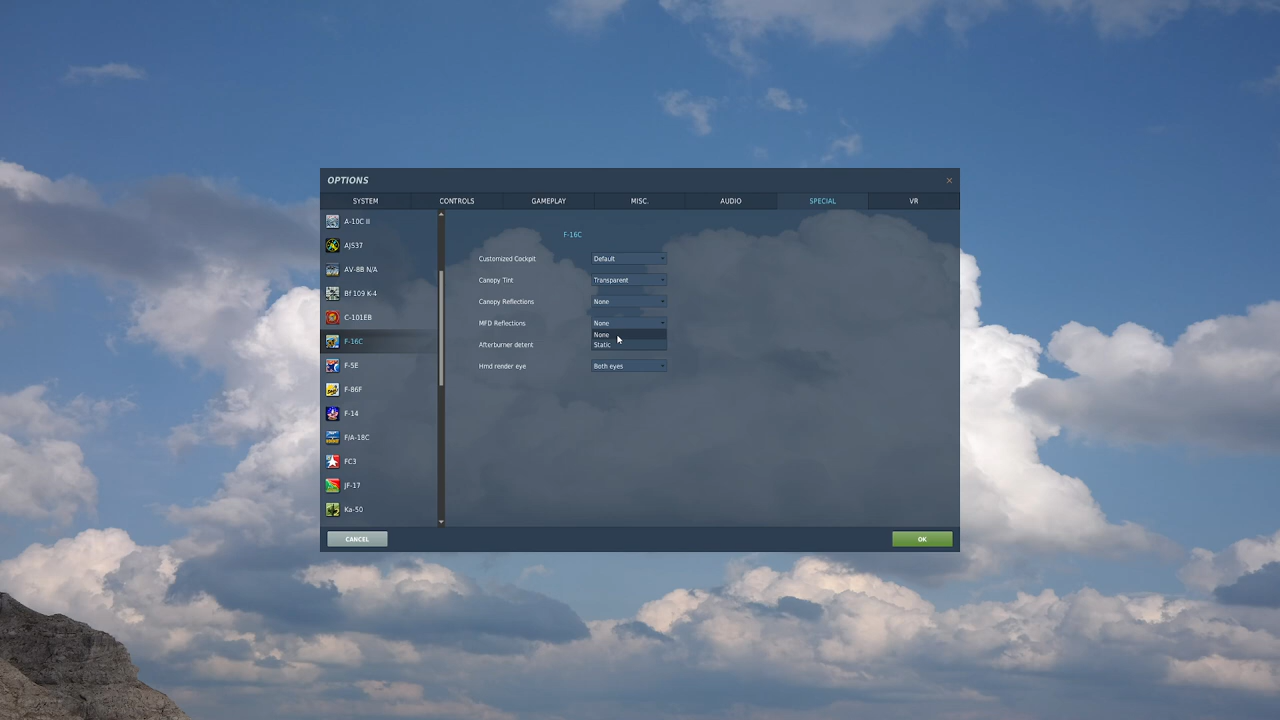 OPTIONS
SYSTEM CONTROLS GAMEPLAY MISC. AUDIO SPECIAL VR
A-10C II
AJS37
AV-8B N/A
Bf 109 K-4
C-101EB
F-16C
F-5E
F-86F
F-14
F/A-18C
FC3
JF-17
Ka-50
F-16C
Customized Cockpit Default
Canopy Tint Transparent
Canopy Reflections None
MFD Reflections None
None
Afterburner detent Static
Hmd render eye Both eyes
CANCEL OK